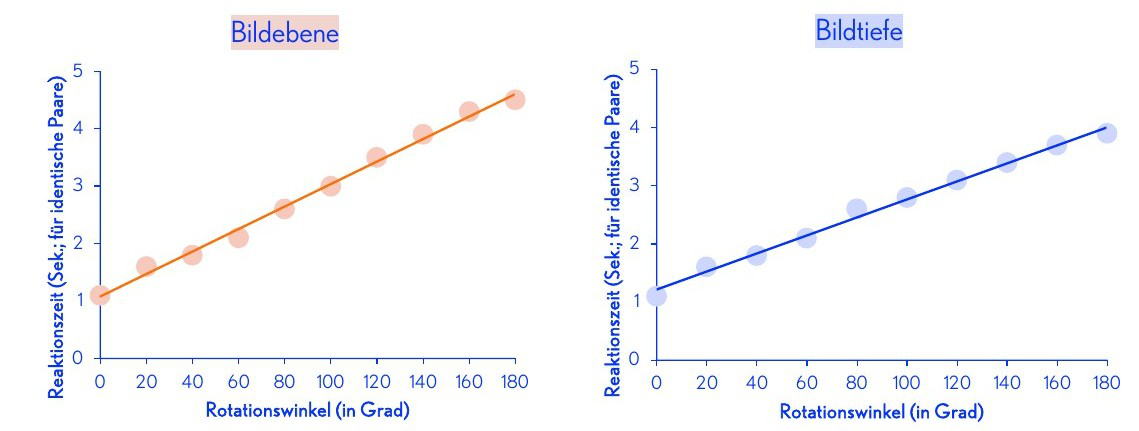 Bildebene
Reaktionszeit (Sek.; für identische Paare)
5
4
3
2
1
0
0 20 40 60 80 100 120 140 160 180
Rotationswinkel (in Grad)
Bildtiefe
Reaktionszeit (Sek.; für identische Paare)
5
4
3
2
1
0
0 20 40 60 80 100 120 140 160 180
Rotationswinkel (in Grad)